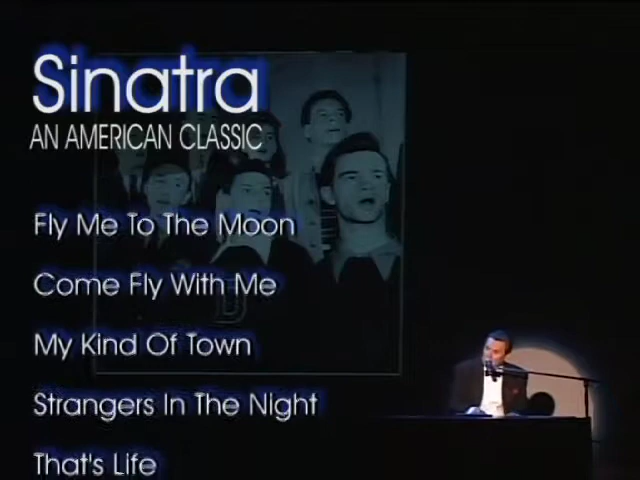 Sinatra
AN AMERICAN CLASSIC
Fly Me To The Moon
Come Fly With Me
My Kind Of Town
Strangers In The Night
That's Life